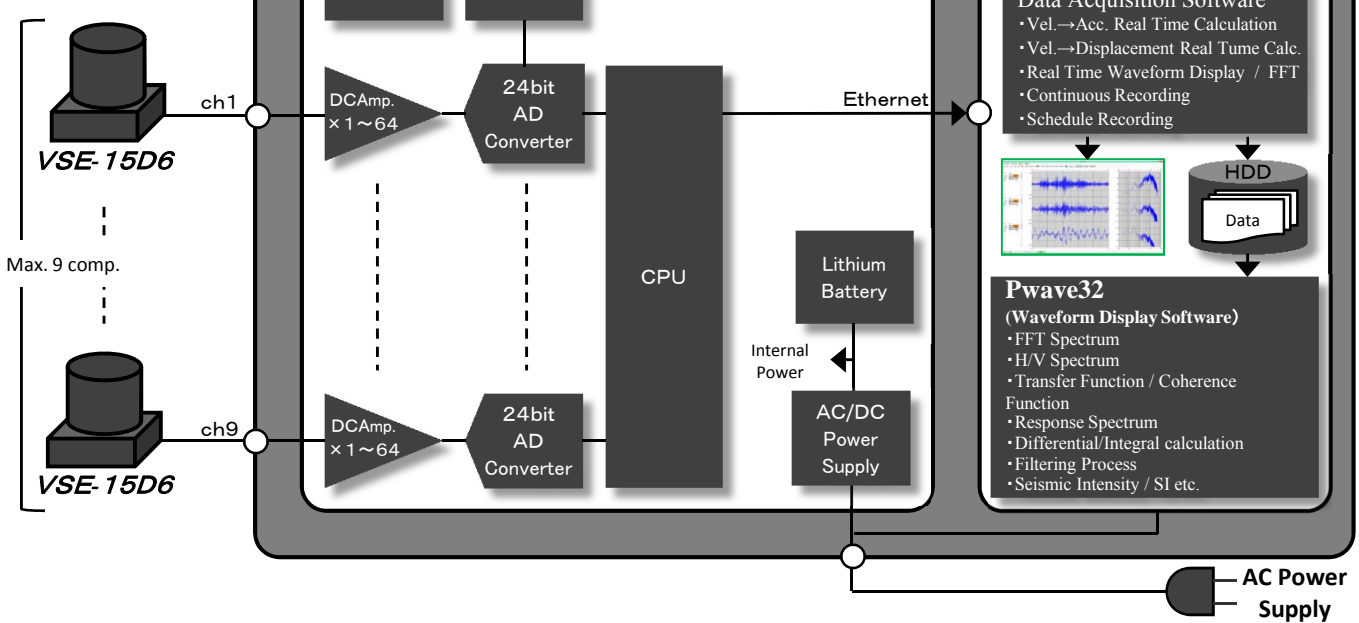 Data Acquisition Software
・Vel.→Acc. Real Time Calculation
・Vel.→Displacement Real Tume Calc.
・Real Time Waveform Display / FFT
・Continuous Recording
・Schedule Recording
ch1
DCAmp.
×1～64
24bit
AD
Converter
Ethernet
VSE-15D6
HDD
Data
Max. 9 comp.
CPU
Lithium
Battery
Internal
Power
Pwave32
(Waveform Display Software)
・FFT Spectrum
・H/V Spectrum
・Transfer Function / Coherence
Function
・Response Spectrum
・Differential/Integral calculation
・Filtering Process
・Seismic Intensity / SI etc.
ch9
DCAmp.
×1～64
24bit
AD
Converter
AC/DC
Power
Supply
VSE-15D6
AC Power
Supply